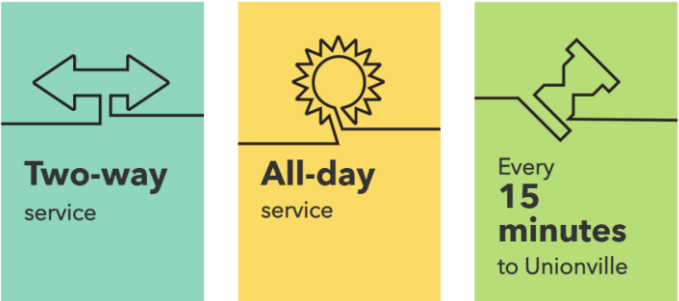 Two-way
service
All-day
service
Every
15
minutes
to Unionville